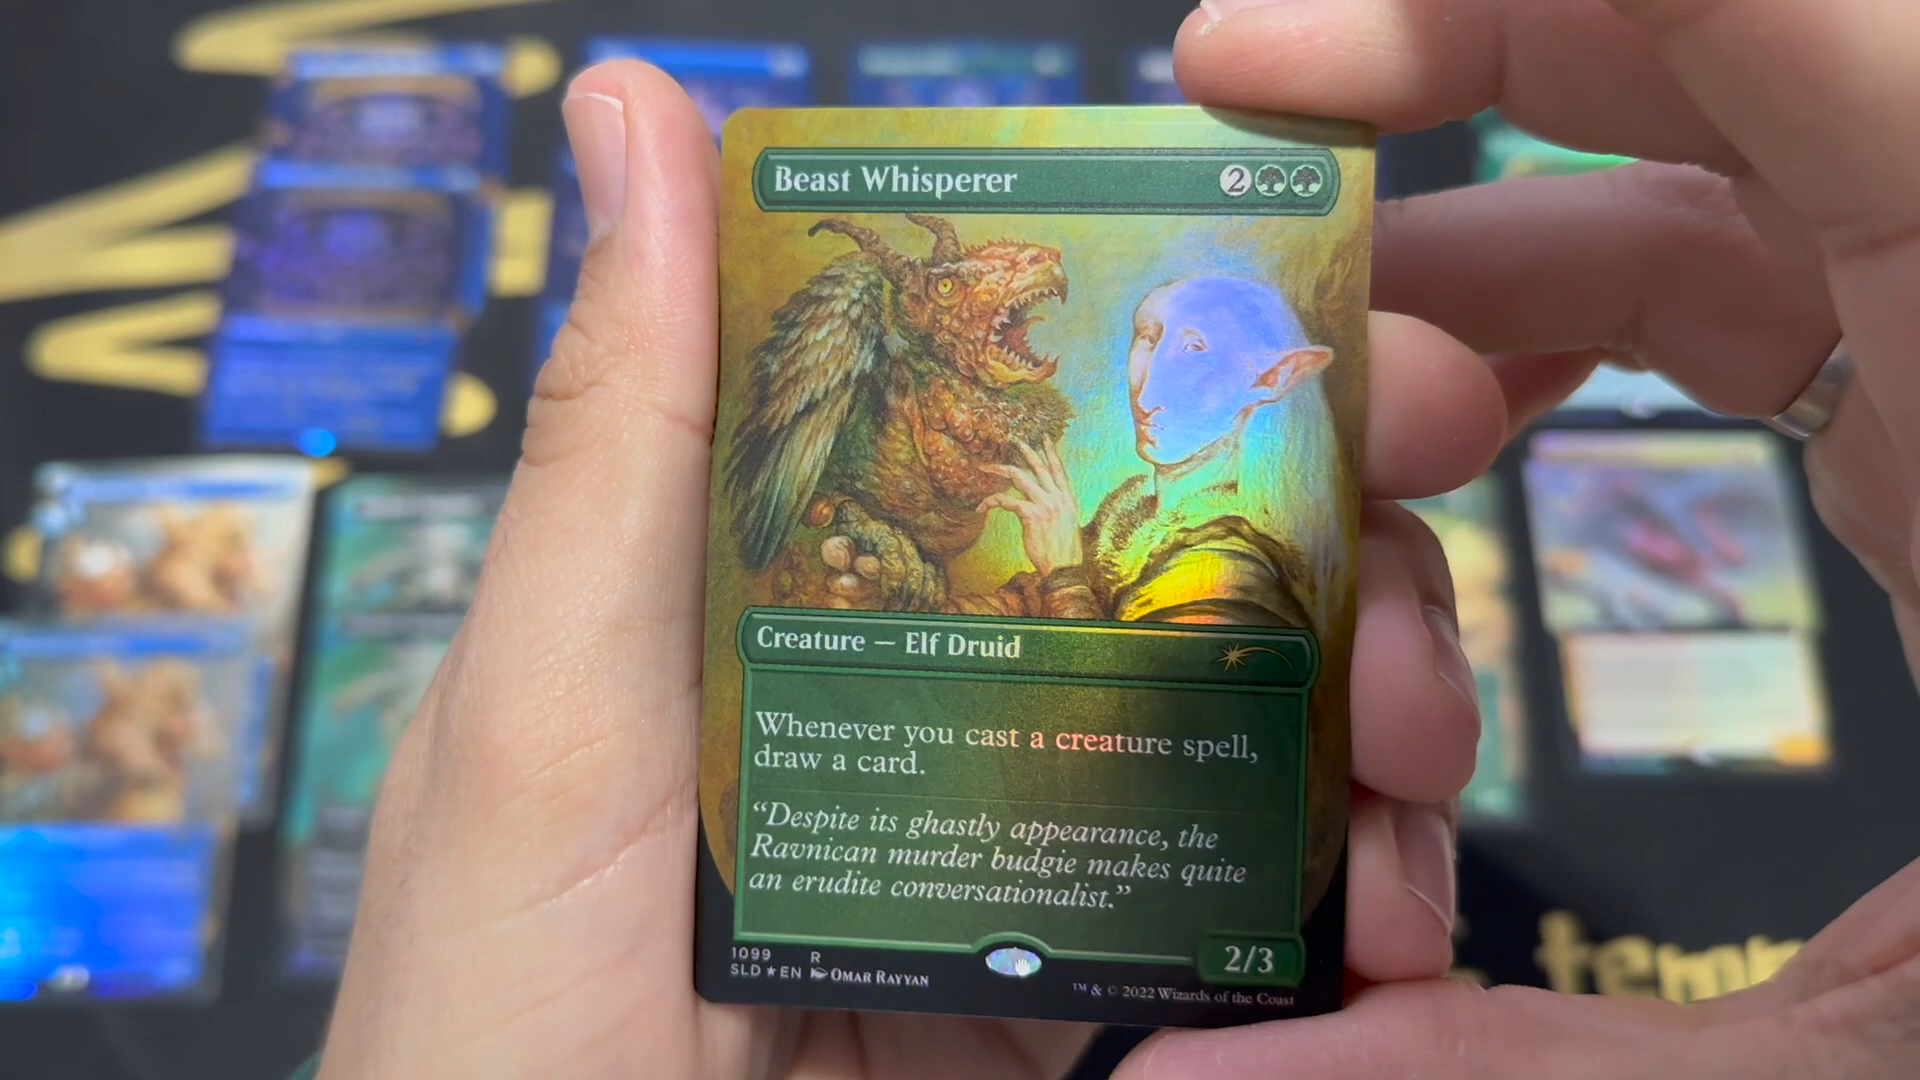 Beast Whisperer 2
Creature — Elf Druid
Whenever you cast a creature spell,
draw a card.
“Despite its ghastly appearance, the
Ravnican murder budgie makes quite
an erudite conversationalist.”
2/3
1099 R
SLD★EN OMAR RAYYAN
™ & © 2022 Wizards of the Coast